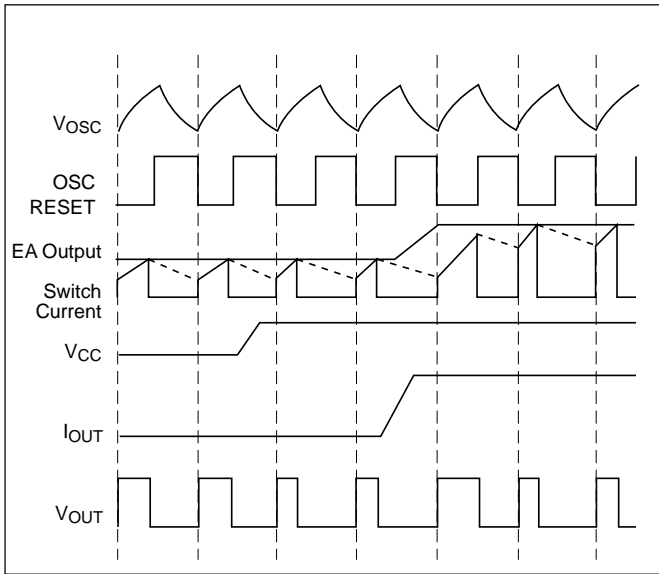 VOSC
OSC
RESET
EA Output
Switch
Current
VCC
IOUT
VOUT